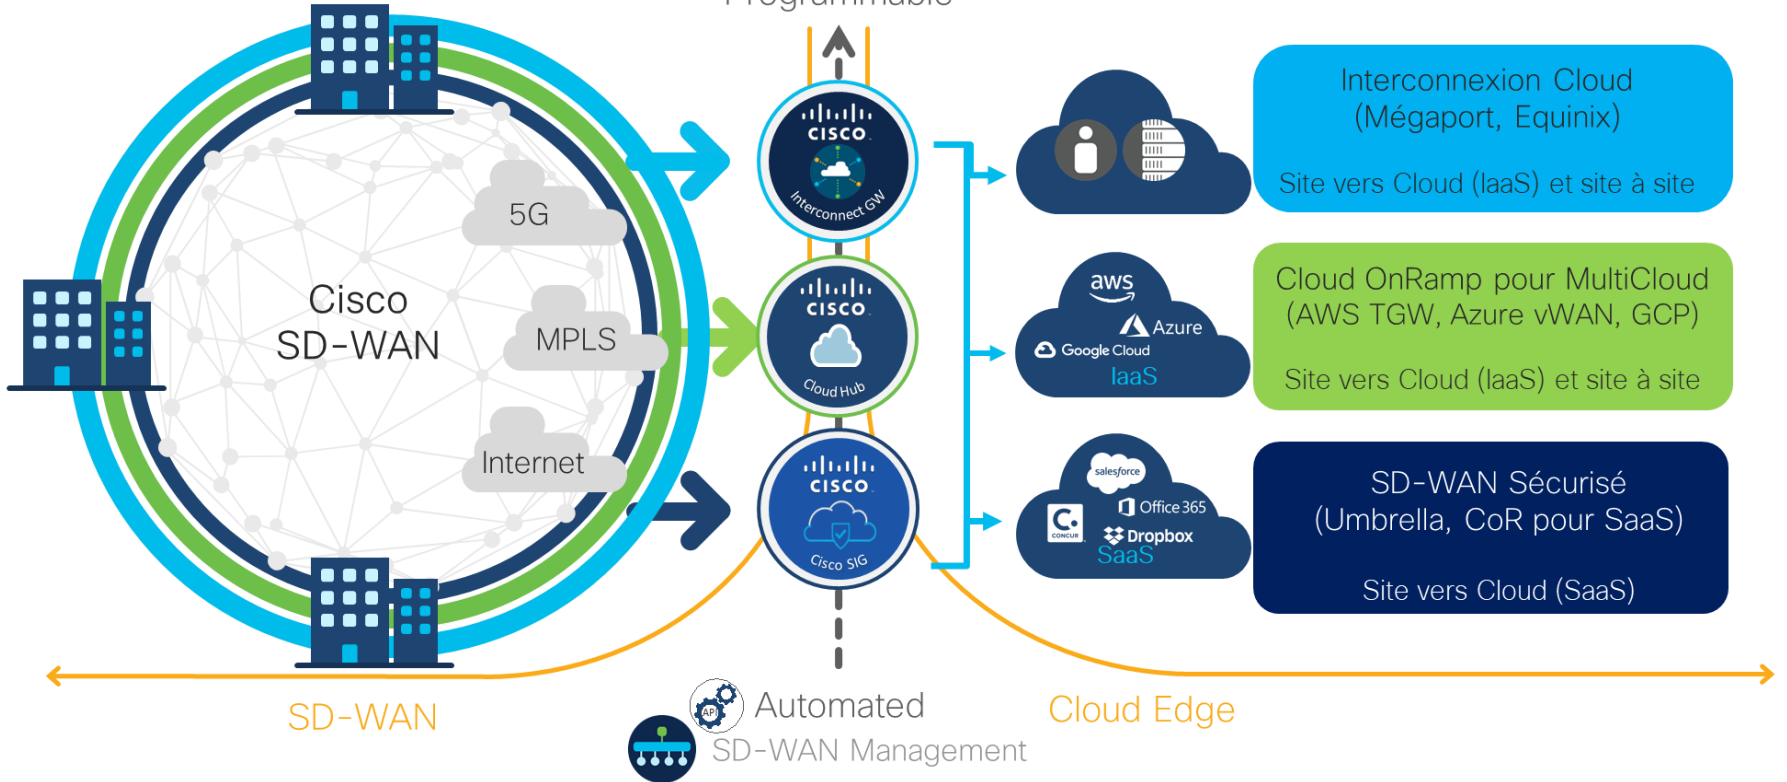 Programmable
CISCO
Interconnect GW
Interconnexion Cloud
(Mégaport, Equinix)
Site vers Cloud (IaaS) et site à site
5G
Cisco
SD-WAN
MPLS
Internet
CISCO
Cloud Hub
aws
Azure
Google Cloud
IaaS
Cloud OnRamp pour MultiCloud
(AWS TGW, Azure vWAN, GCP)
Site vers Cloud (IaaS) et site à site
CISCO
Cisco SIG
salesforce
Office 365
C.
CONCUR
Dropbox
SaaS
SD-WAN Sécurisé
(Umbrella, CoR pour SaaS)
Site vers Cloud (SaaS)
SD-WAN
API
Automated
SD-WAN Management
Cloud Edge